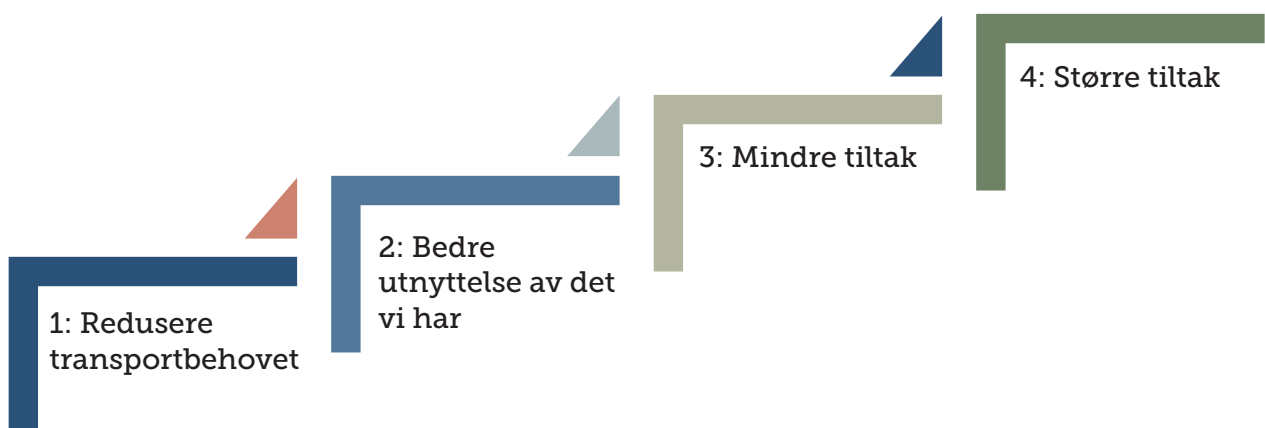 1: Redusere
transportbehovet
2: Bedre
utnyttelse av det
vi har
3: Mindre tiltak
4: Større tiltak